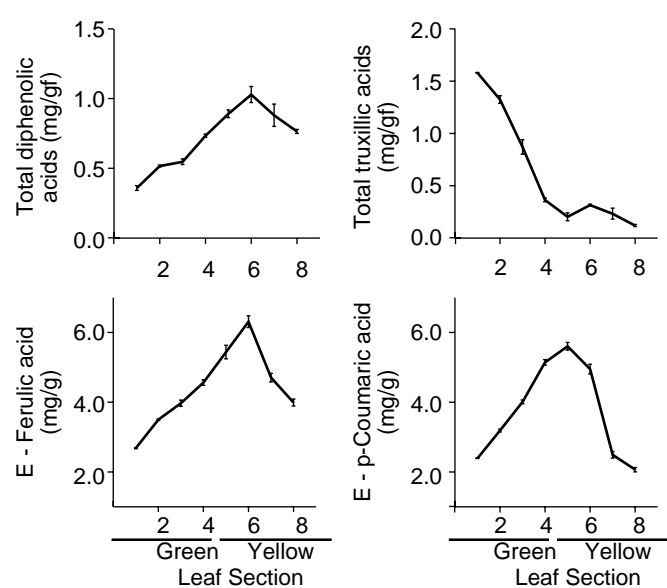 Total diphenolic
acids (mg/gf)
1.5
1.0
0.5
0.0
2 4 6 8
Total truxillic acids
(mg/gf)
2.0
1.5
1.0
0.5
0.0
2 4 6 8
E - Ferulic acid
(mg/g)
6.0
4.0
2.0
2 4 6 8
Green Yellow
Leaf Section
E - p-Coumaric acid
(mg/g)
6.0
4.0
2.0
2 4 6 8
Green Yellow
Leaf Section